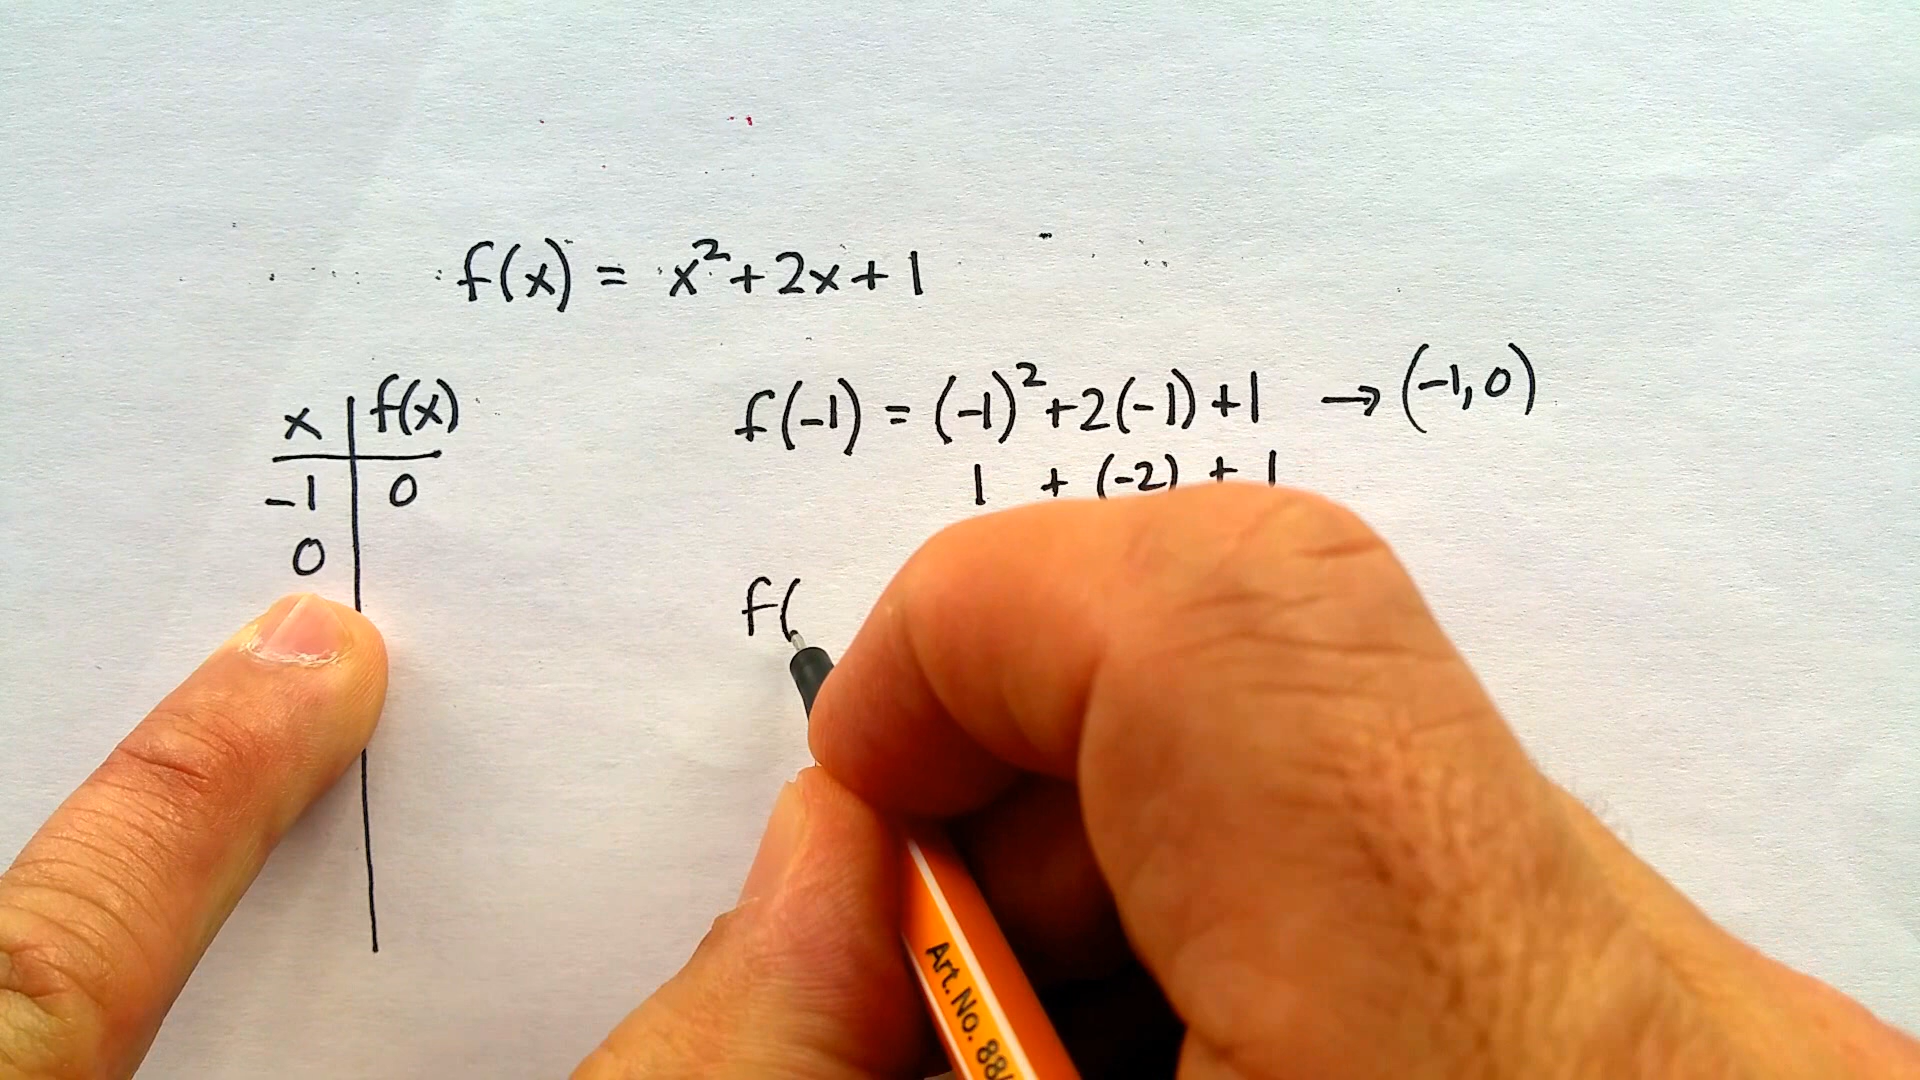 f(x) = x²+2x+1
x f(x)
-1 0
0
f(-1) = (-1)²+2(-1)+1 → (-1,0)
1 + (-2) + 1
f(
Art. No. 88/